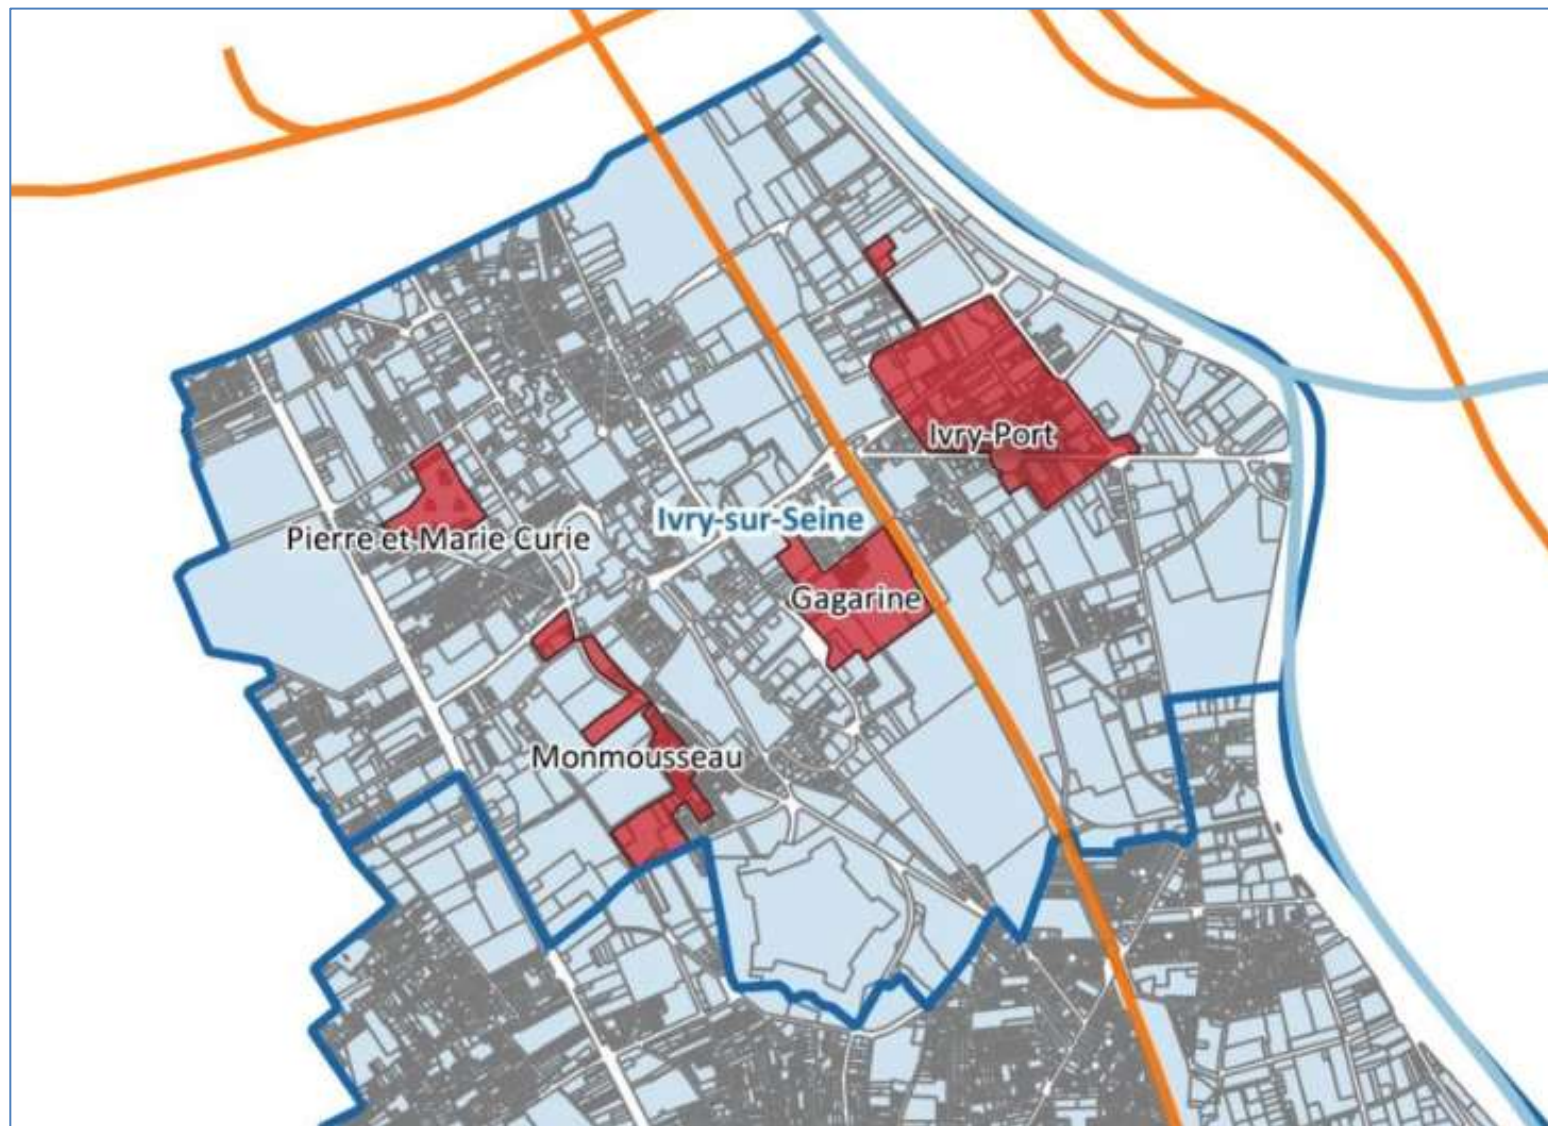 Ivry-Port
Ivry-sur-Seine
Pierre et Marie Curie
Gagarine
Monmousseau